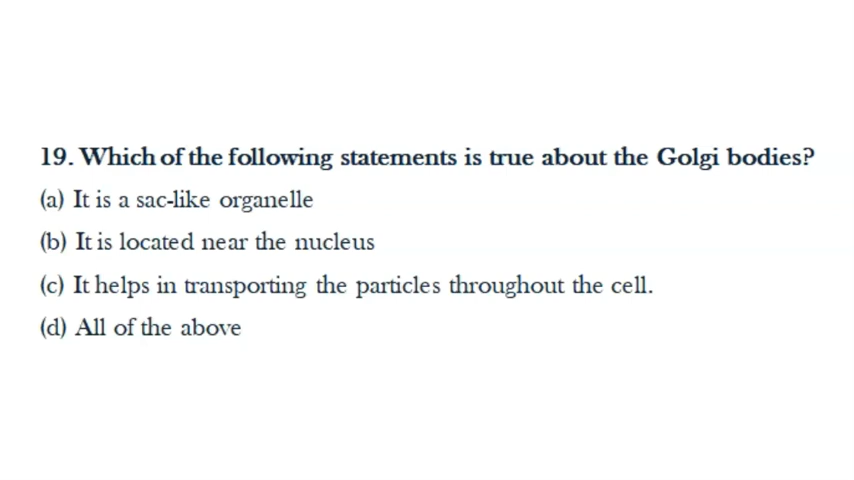 19. Which of the following statements is true about the Golgi bodies?
(a) It is a sac-like organelle
(b) It is located near the nucleus
(c) It helps in transporting the particles throughout the cell.
(d) All of the above